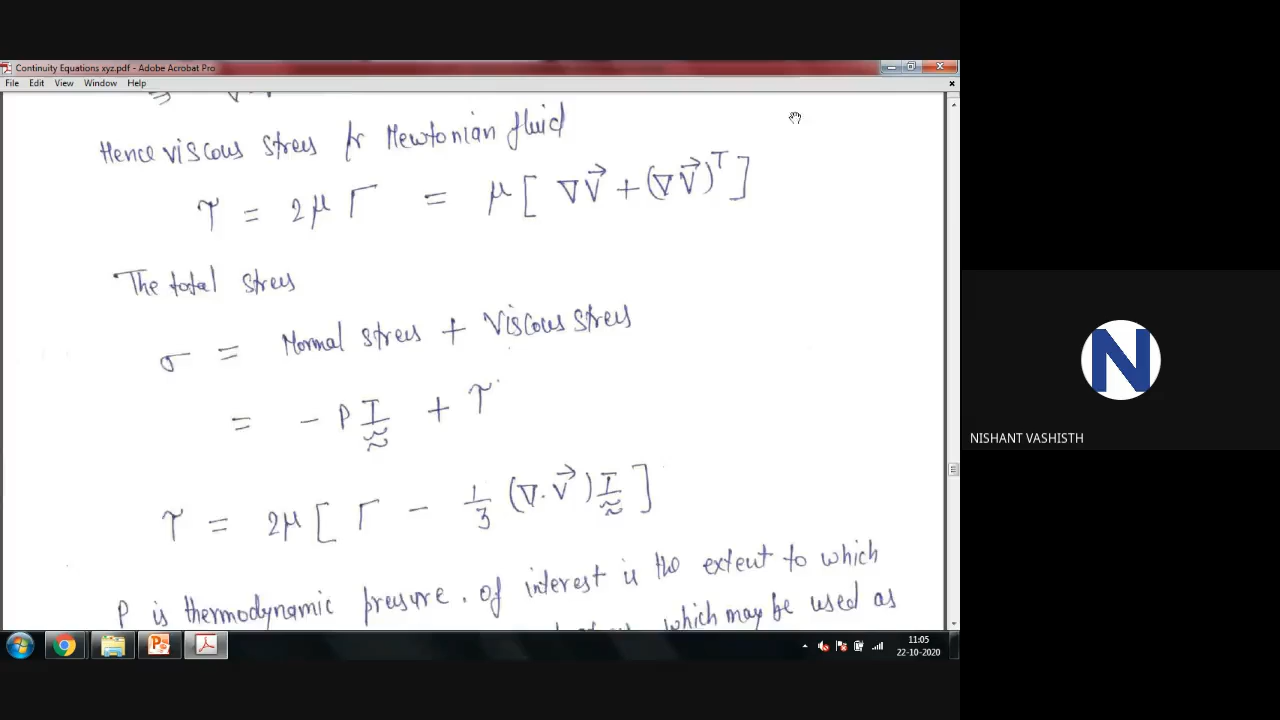 Continuity Equations xyz.pdf - Adobe Acrobat Pro
File Edit View Window Help
Hence viscous stress for Newtonian fluid
τ = 2μ Γ = μ [ ∇V⃗ + (∇V⃗)ᵀ ]
The total stress
σ = Normal stress + Viscous stress
= - P I + τ
τ = 2μ [ Γ - 1/3 (∇.V⃗) I ]
P is thermodynamic pressure. Of interest is the extent to which
which may be used as
N
NISHANT VASHISTH
11:05
22-10-2020